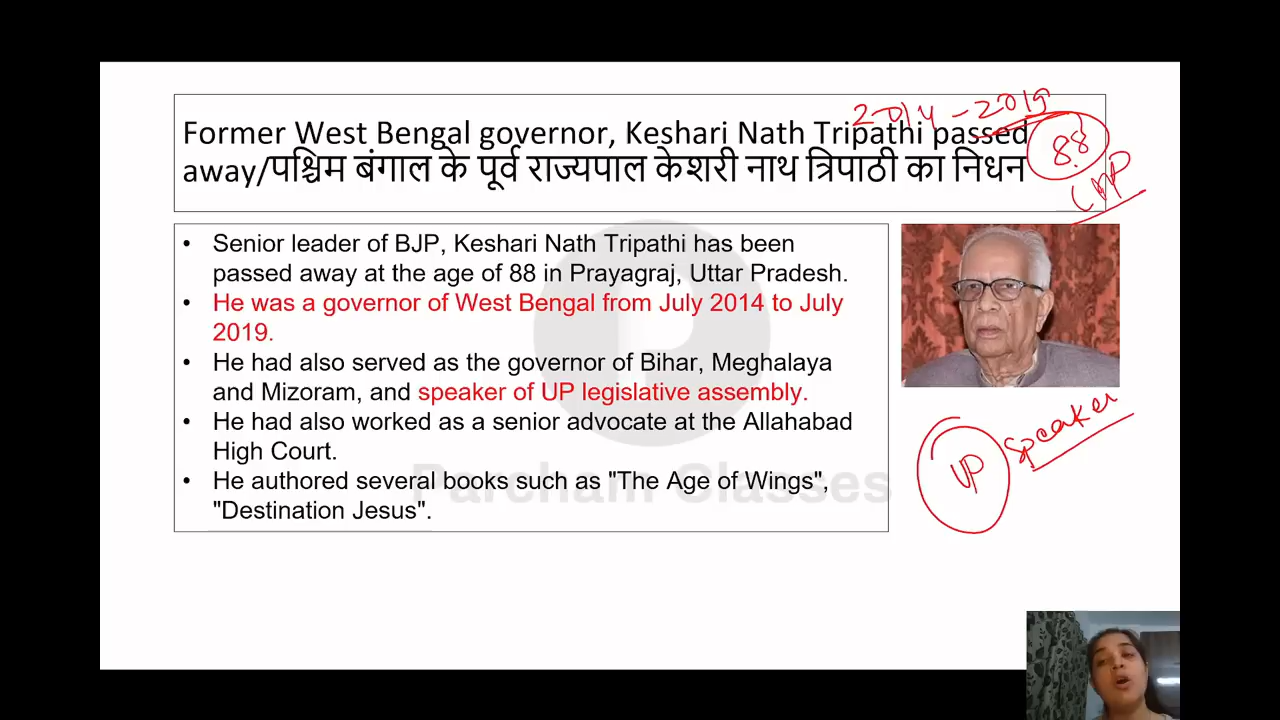 2014 - 2019
Former West Bengal governor, Keshari Nath Tripathi passed
away/पश्चिम बंगाल के पूर्व राज्यपाल केशरी नाथ त्रिपाठी का निधन
88
• Senior leader of BJP, Keshari Nath Tripathi has been
passed away at the age of 88 in Prayagraj, Uttar Pradesh.
• He was a governor of West Bengal from July 2014 to July
2019.
• He had also served as the governor of Bihar, Meghalaya
and Mizoram, and speaker of UP legislative assembly.
• He had also worked as a senior advocate at the Allahabad
High Court.
• He authored several books such as "The Age of Wings",
"Destination Jesus".
UP Speaker
Parcham Classes